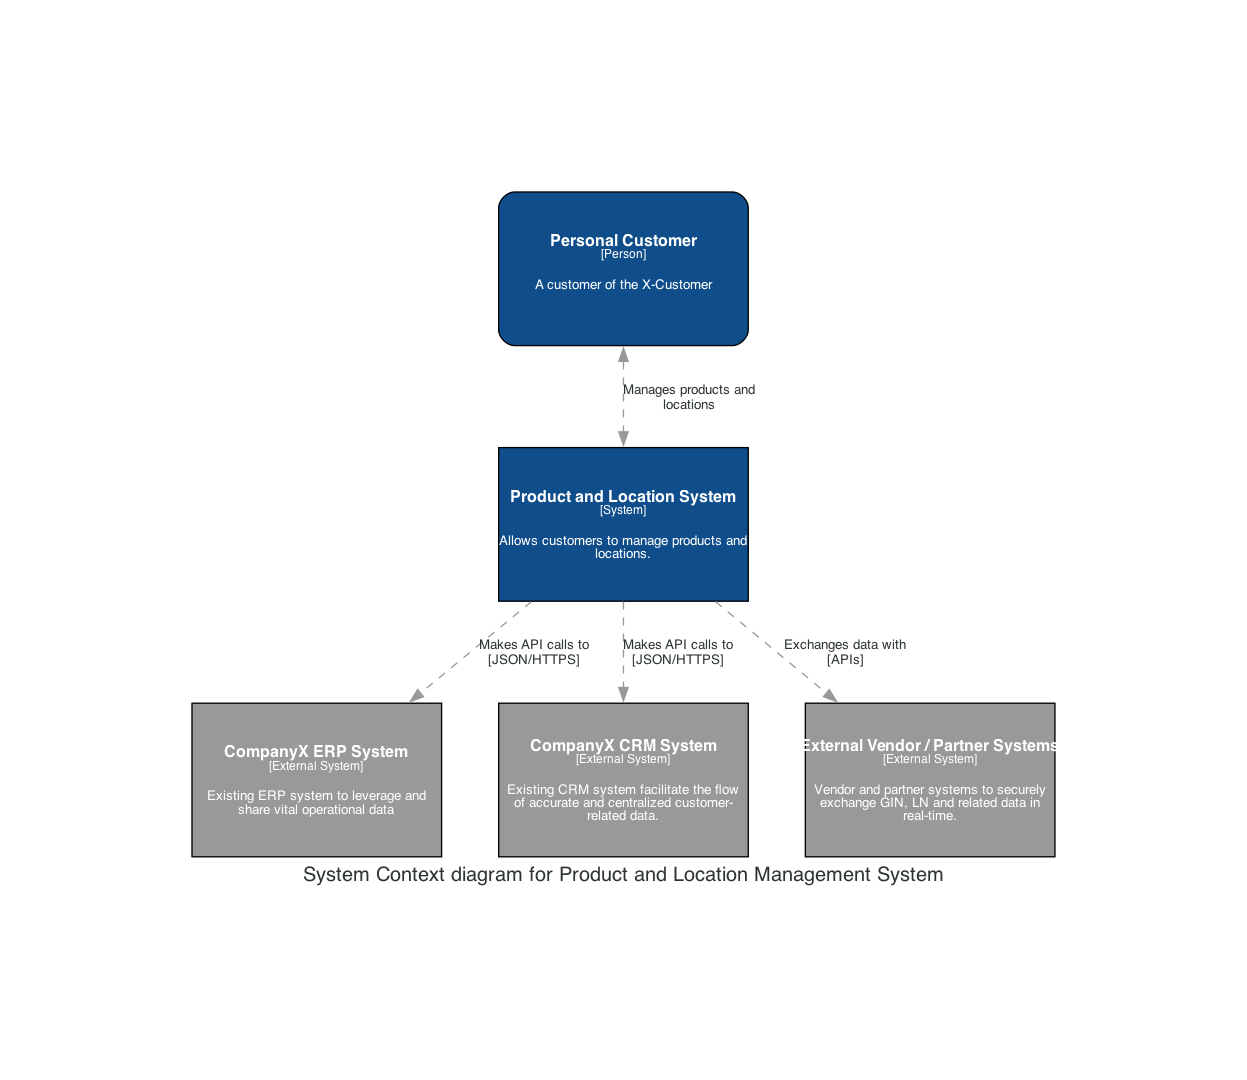 Personal Customer
[Person]
A customer of the X-Customer
Manages products and
locations
Product and Location System
[System]
Allows customers to manage products and
locations.
Makes API calls to
[JSON/HTTPS]
Makes API calls to
[JSON/HTTPS]
Exchanges data with
[APIs]
CompanyX ERP System
[External System]
Existing ERP system to leverage and
share vital operational data
CompanyX CRM System
[External System]
Existing CRM system facilitate the flow
of accurate and centralized customer-
related data.
External Vendor / Partner Systems
[External System]
Vendor and partner systems to securely
exchange GIN, LN and related data in
real-time.
System Context diagram for Product and Location Management System